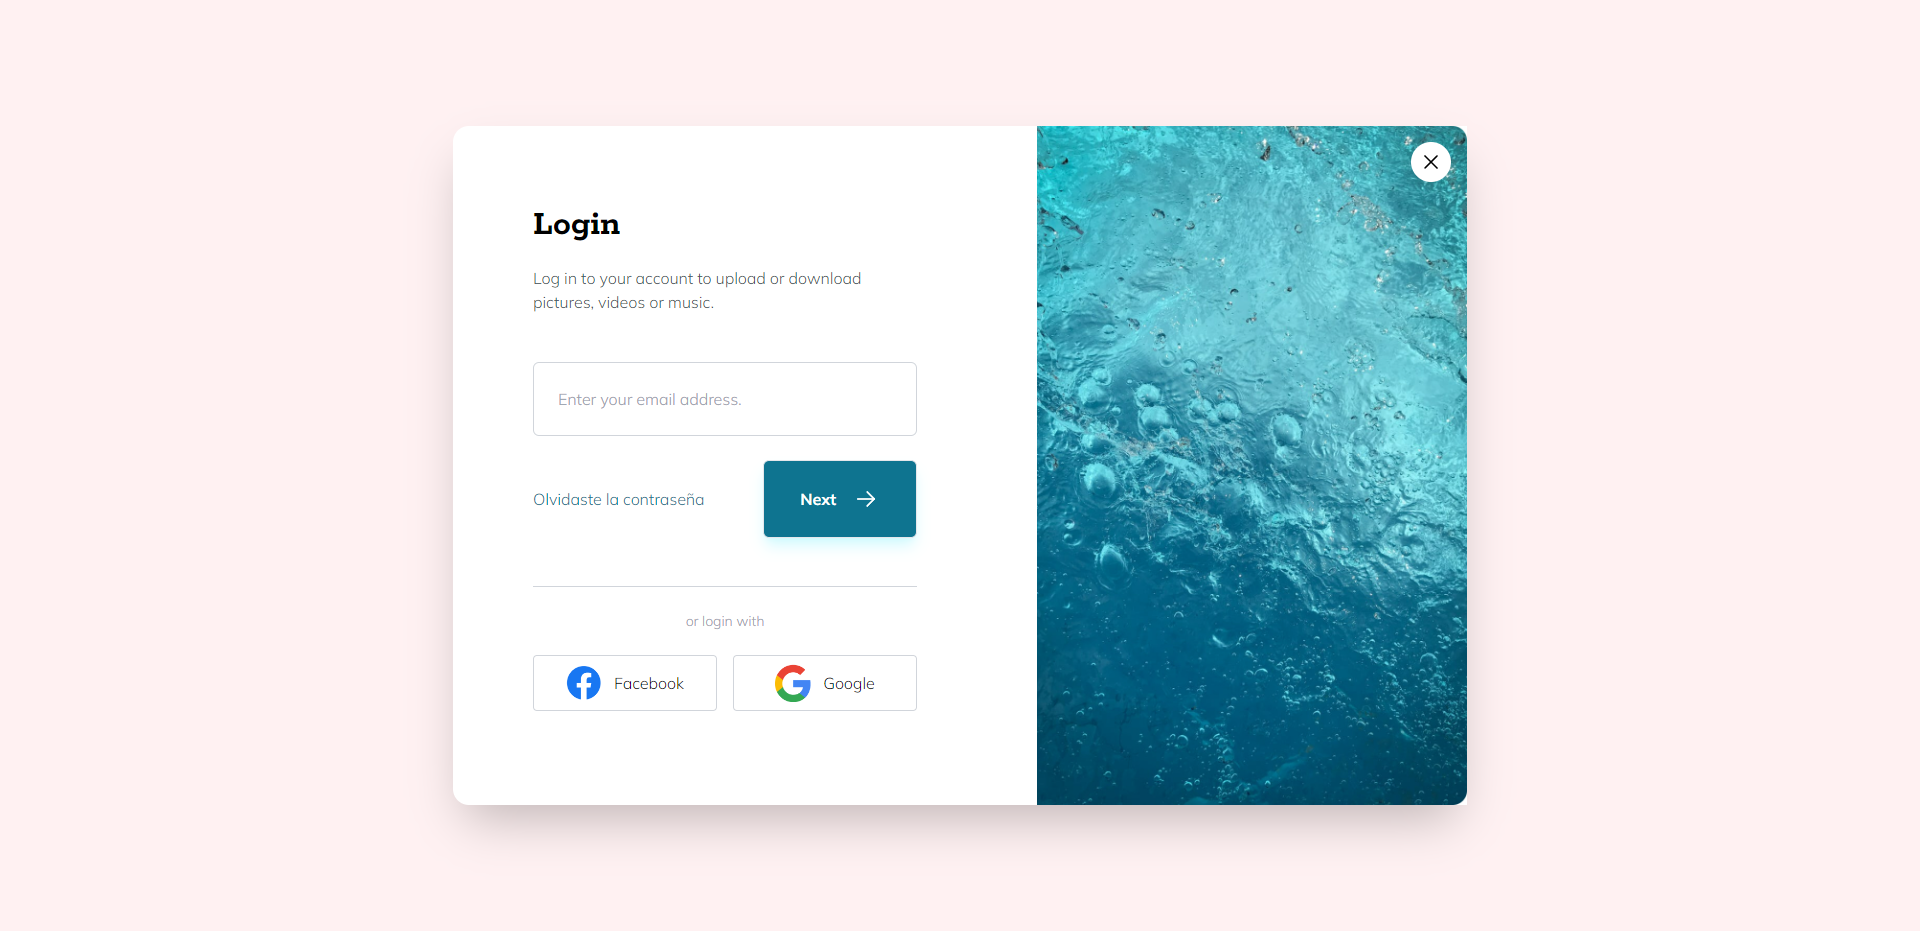 Login
Log in to your account to upload or download
pictures, videos or music.
Enter your email address.
Olvidaste la contraseña
Next
or login with
Facebook
Google